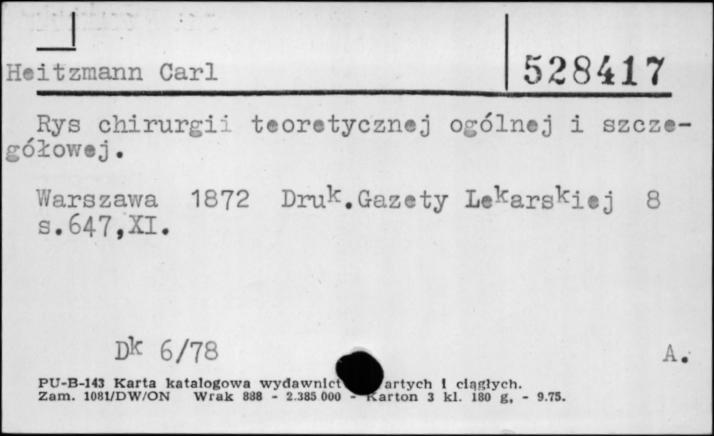 Heitzmann Carl 528417
Rys chirurgii teoretycznej ogólnej i szcze-
gółowej.
Warszawa 1872 Druk.Gazety Lekarskiej 8
s.647,XI.
Dk 6/78 A.
PU-B-143 Karta katalogowa wydawnict artych i ciągłych.
Zam. 1081/DW/ON Wrak 888 - 2.385 000 - Karton 3 kl. 180 g, - 9.75.